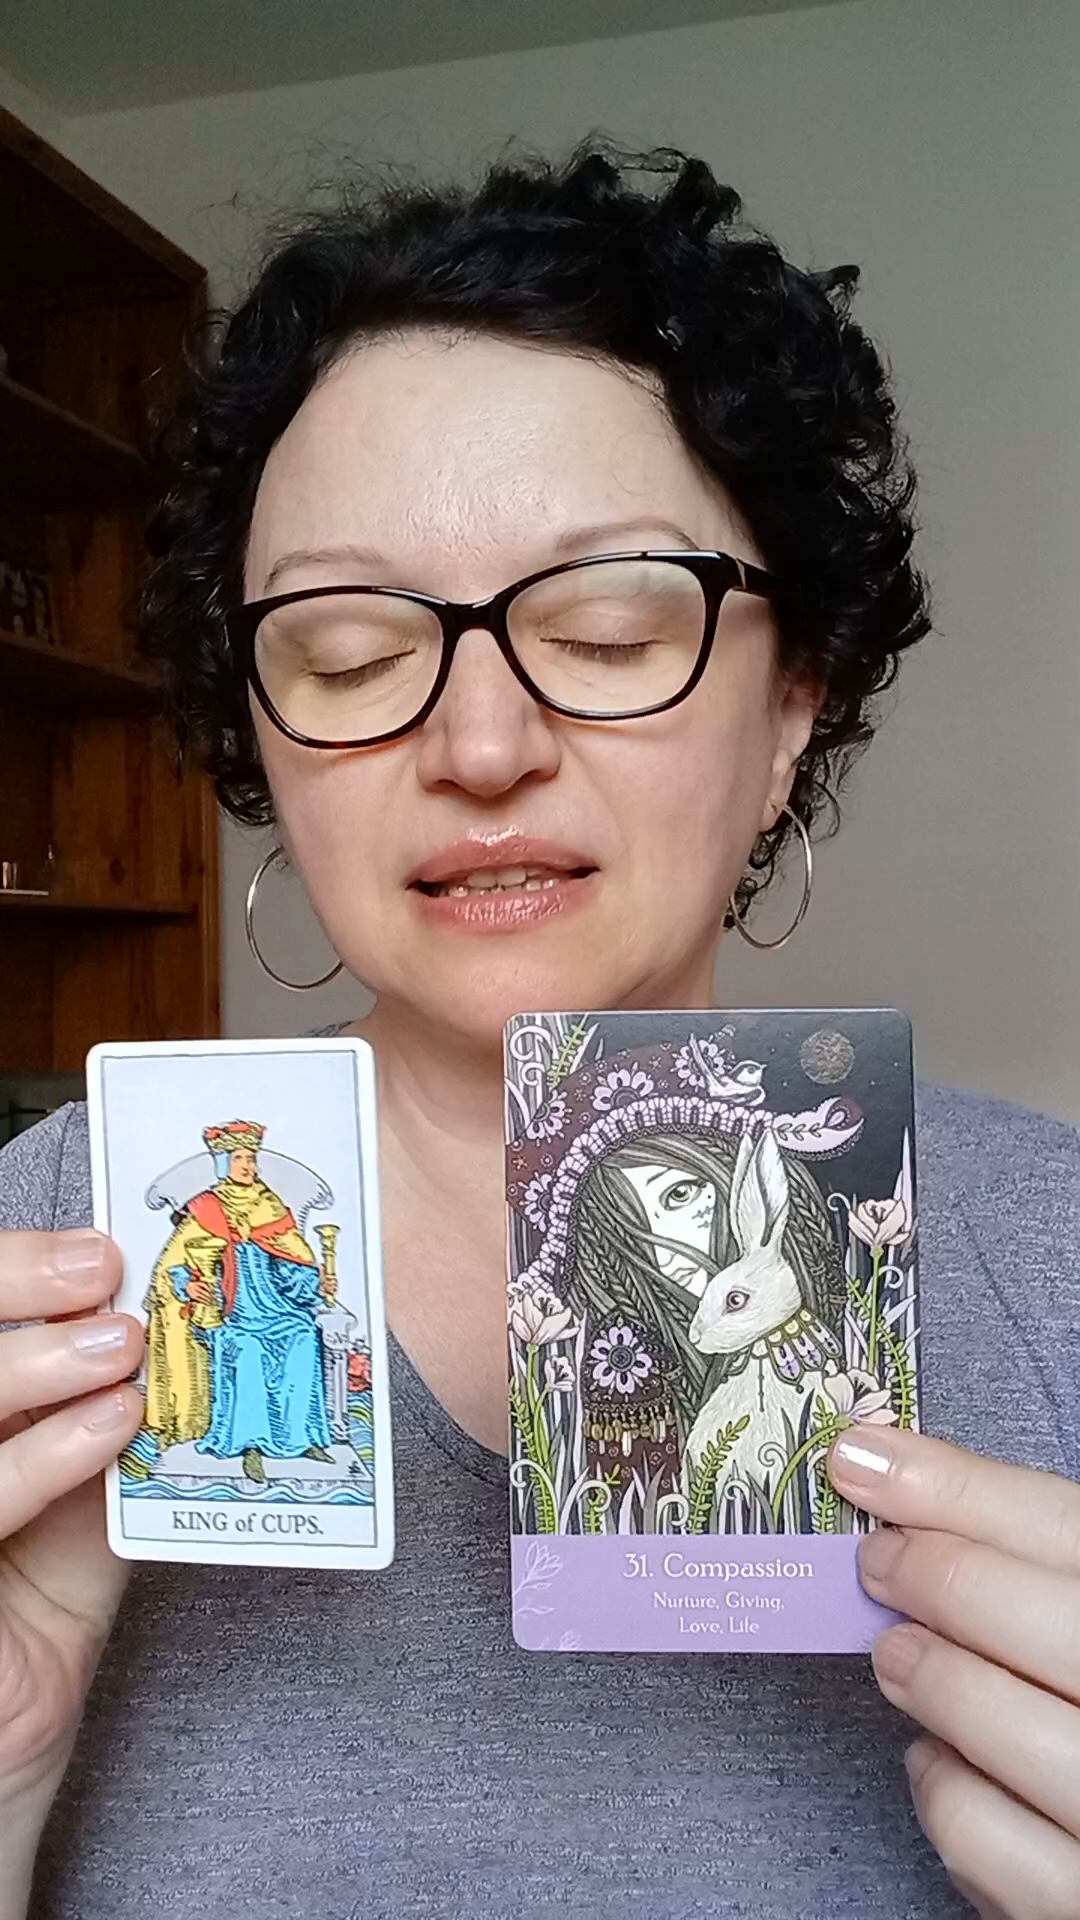 KING of CUPS.
31. Compassion
Nurture, Giving,
Love, Life